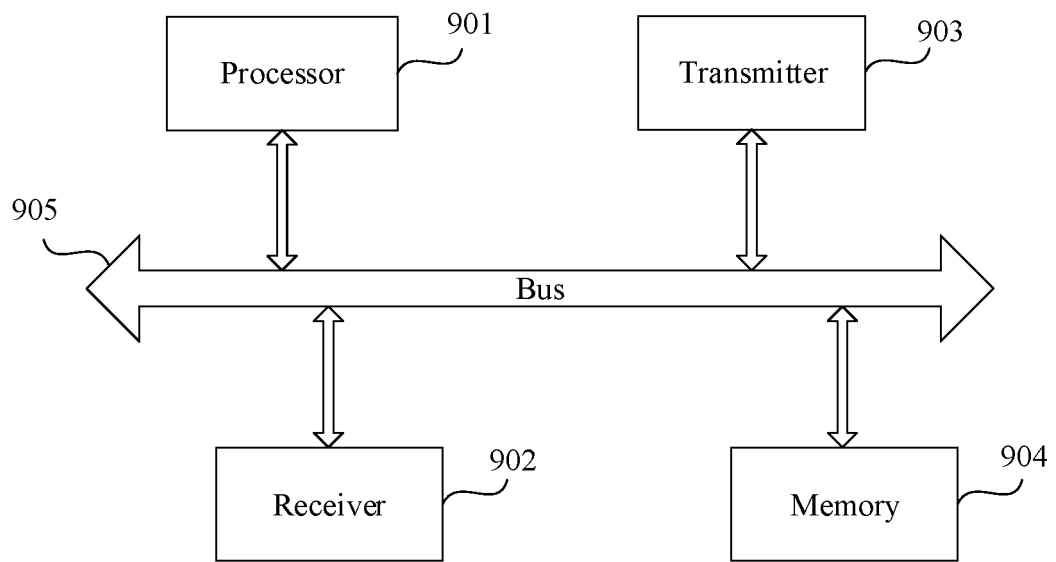 901
903
Processor
Transmitter
905
Bus
902
904
Receiver
Memory